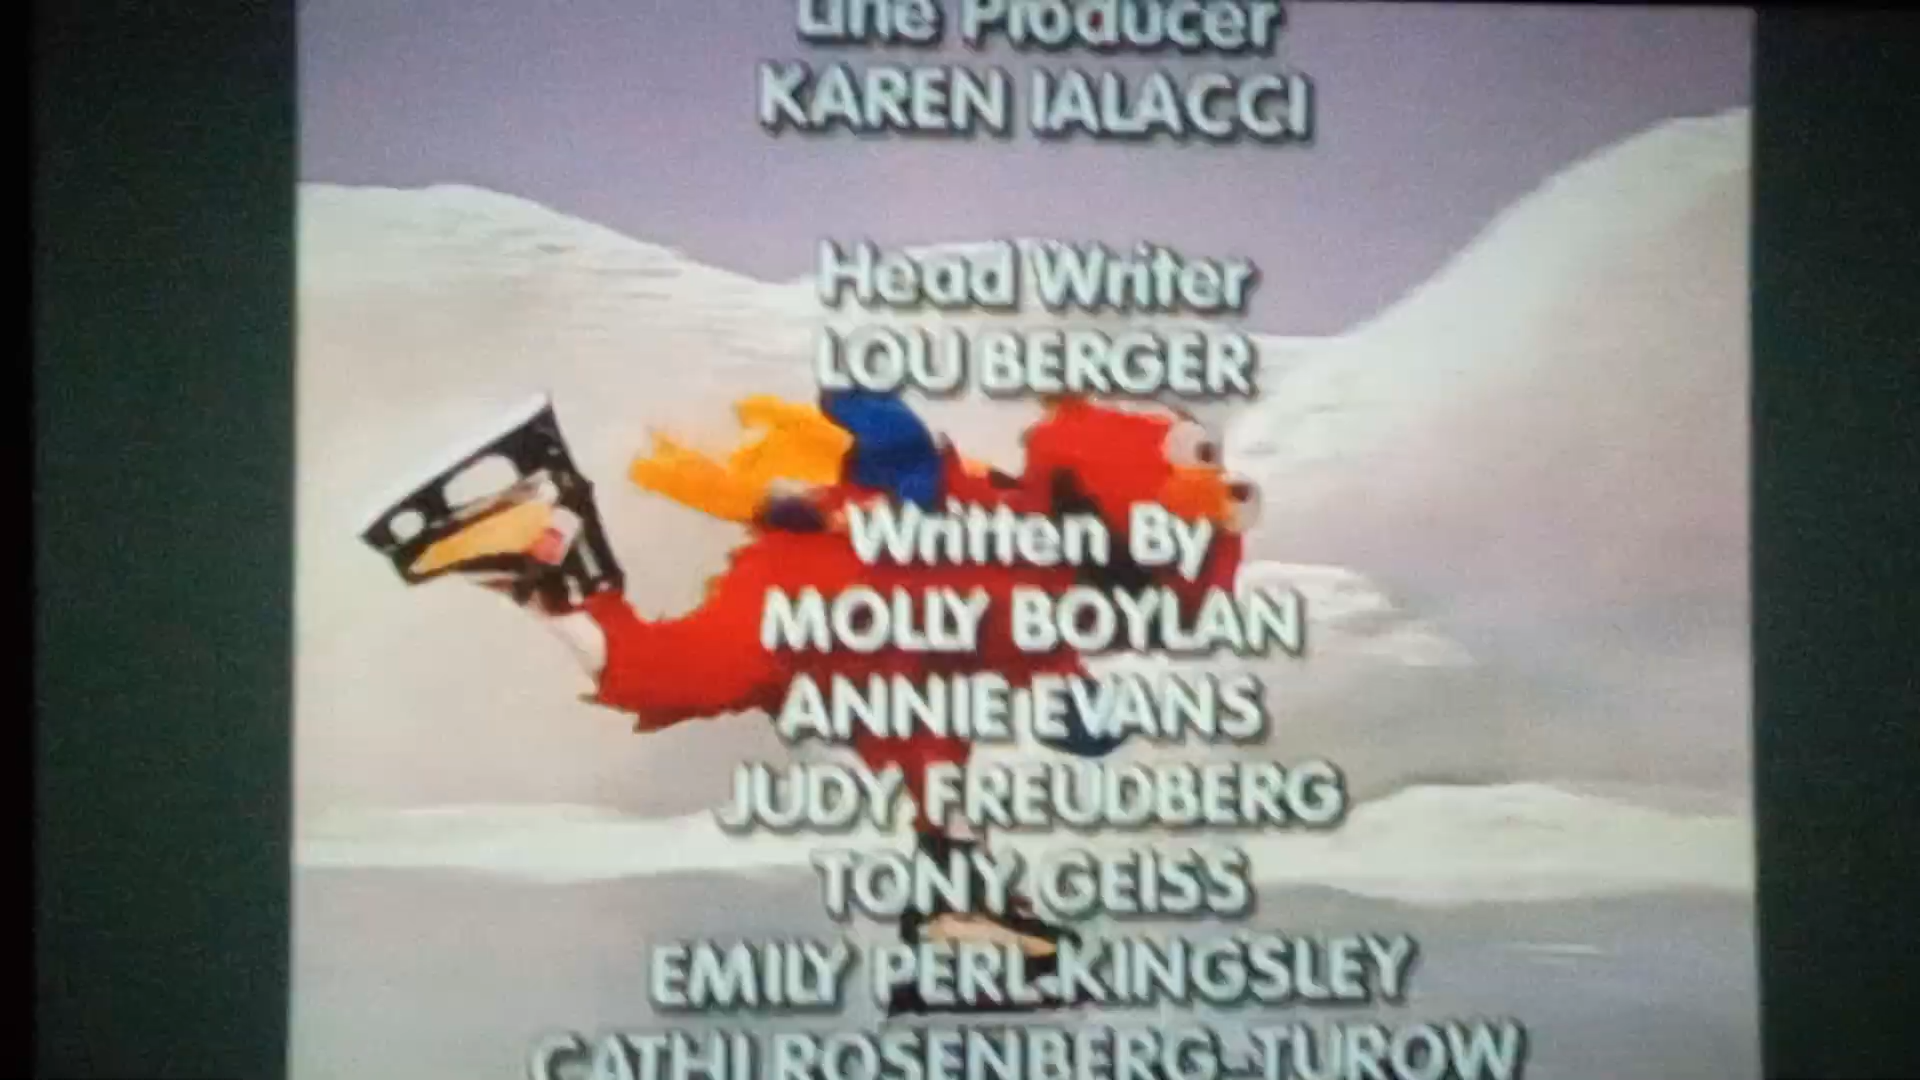 Line Producer
KAREN IALACCI
Head Writer
LOU BERGER
Written By
MOLLY BOYLAN
ANNIE EVANS
JUDY FREUDBERG
TONY GEISS
EMILY PERL KINGSLEY
CATHI ROSENBERG-TUROW